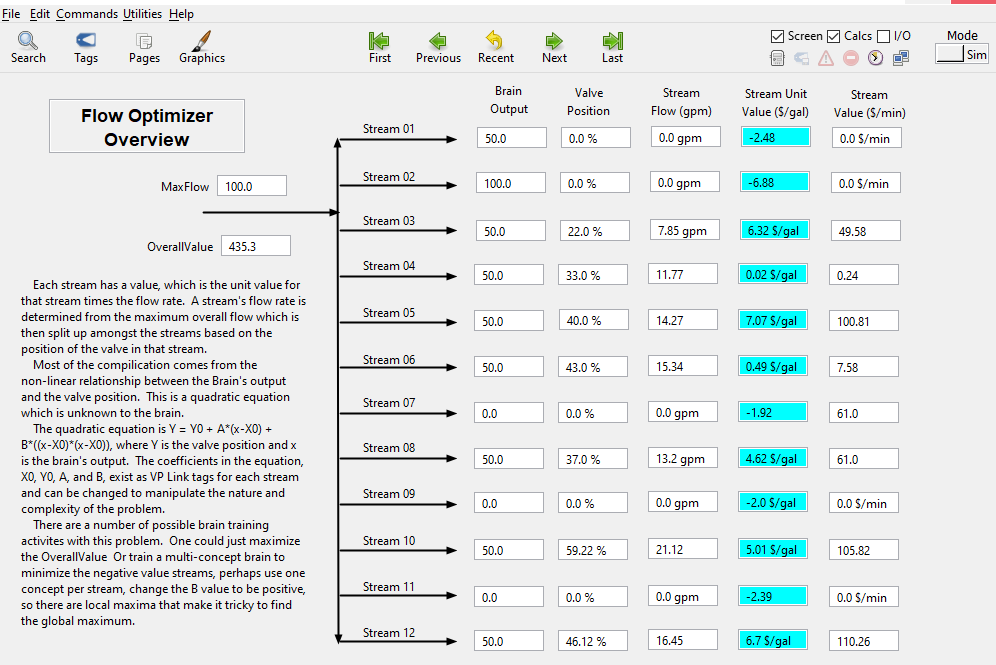 File Edit Commands Utilities Help
Search Tags Pages Graphics First Previous Recent Next Last Screen Calcs I/O Mode Sim
Flow Optimizer
Overview
Brain
Output
Valve
Position
Stream
Flow (gpm)
Stream Unit
Value ($/gal)
Stream
Value ($/min)
MaxFlow 100.0
OverallValue 435.3
Stream 01 50.0 0.0 % 0.0 gpm -2.48 0.0 $/min
Stream 02 100.0 0.0 % 0.0 gpm -6.88 0.0 $/min
Stream 03 50.0 22.0 % 7.85 gpm 6.32 $/gal 49.58
Stream 04 50.0 33.0 % 11.77 0.02 $/gal 0.24
Stream 05 50.0 40.0 % 14.27 7.07 $/gal 100.81
Stream 06 50.0 43.0 % 15.34 0.49 $/gal 7.58
Stream 07 0.0 0.0 % 0.0 gpm -1.92 61.0
Stream 08 50.0 37.0 % 13.2 gpm 4.62 $/gal 61.0
Stream 09 0.0 0.0 % 0.0 gpm -2.0 $/gal 0.0 $/min
Stream 10 50.0 59.22 % 21.12 5.01 $/gal 105.82
Stream 11 0.0 0.0 % 0.0 gpm -2.39 0.0 $/min
Stream 12 50.0 46.12 % 16.45 6.7 $/gal 110.26
Each stream has a value, which is the unit value for
that stream times the flow rate. A stream's flow rate is
determined from the maximum overall flow which is
then split up amongst the streams based on the
position of the valve in that stream.
Most of the compilication comes from the
non-linear relationship between the Brain's output
and the valve position. This is a quadratic equation
which is unknown to the brain.
The quadratic equation is Y = Y0 + A*(x-X0) +
B*((x-X0)*(x-X0)), where Y is the valve position and x
is the brain's output. The coefficients in the equation,
X0, Y0, A, and B, exist as VP Link tags for each stream
and can be changed to manipulate the nature and
complexity of the problem.
There are a number of possible brain training
activites with this problem. One could just maximize
the OverallValue Or train a multi-concept brain to
minimize the negative value streams, perhaps use one
concept per stream, change the B value to be positive,
so there are local maxima that make it tricky to find
the global maximum.